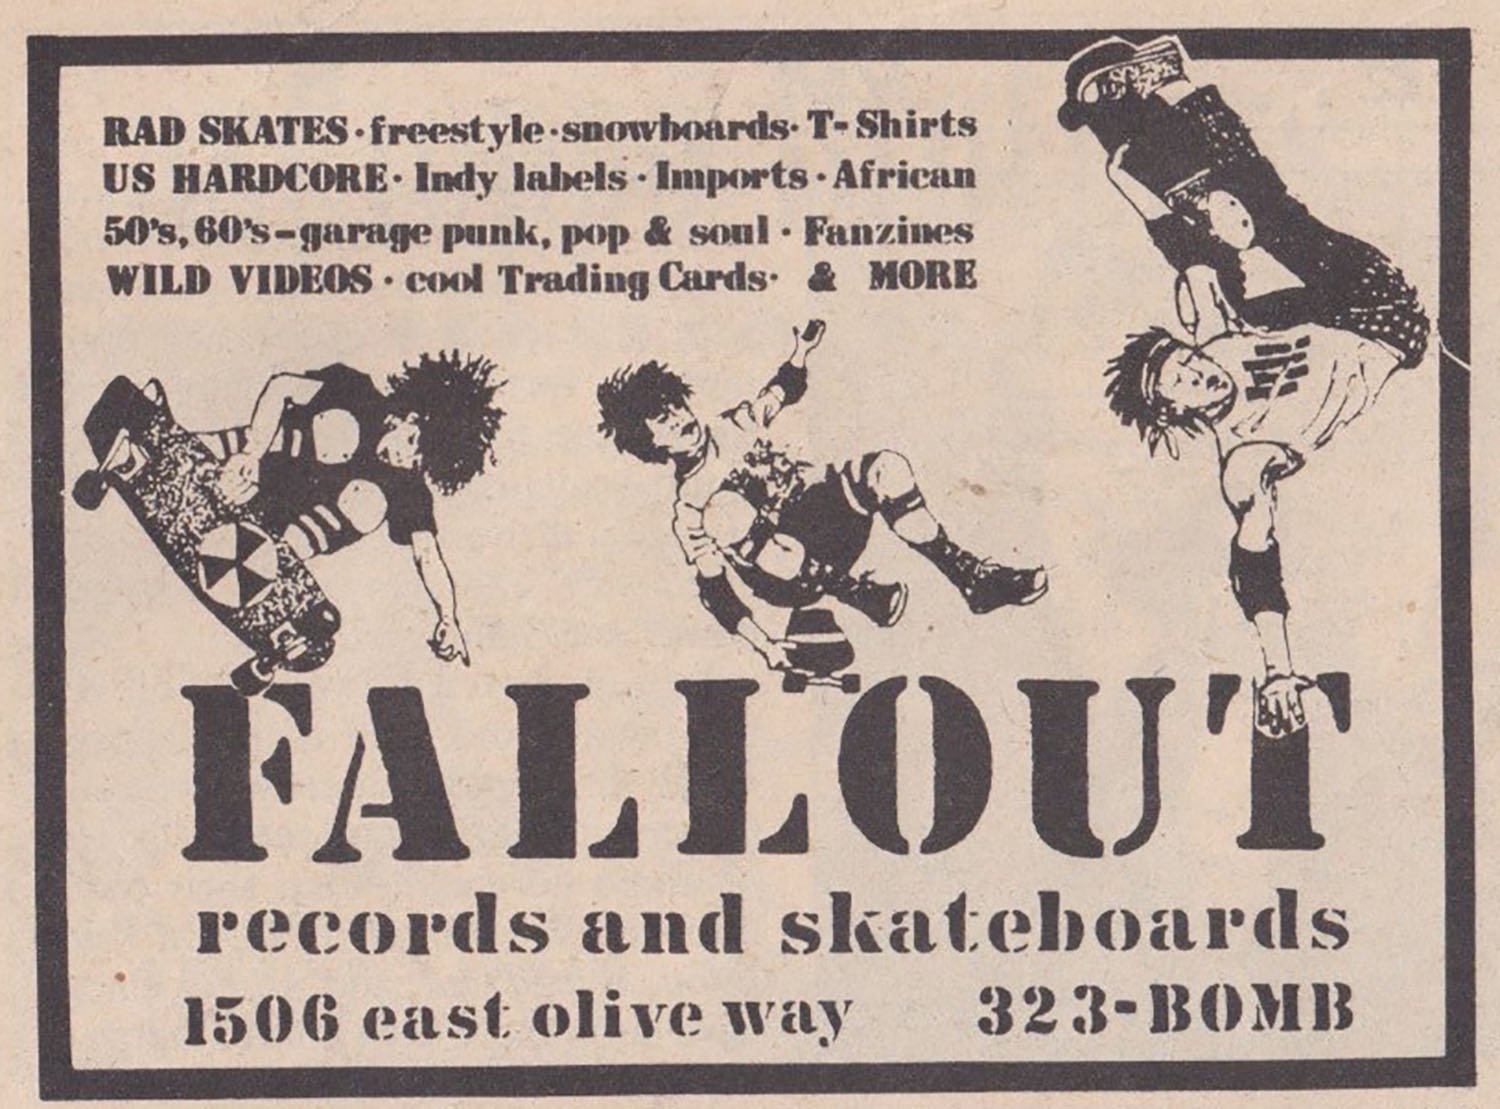 RAD SKATES · freestyle · snowboards · T-Shirts
US HARDCORE · Indy labels · Imports · African
50's, 60's-garage punk, pop & soul · Fanzines
WILD VIDEOS · cool Trading Cards · & MORE
FALLOUT
records and skateboards
1506 east olive way 323-BOMB